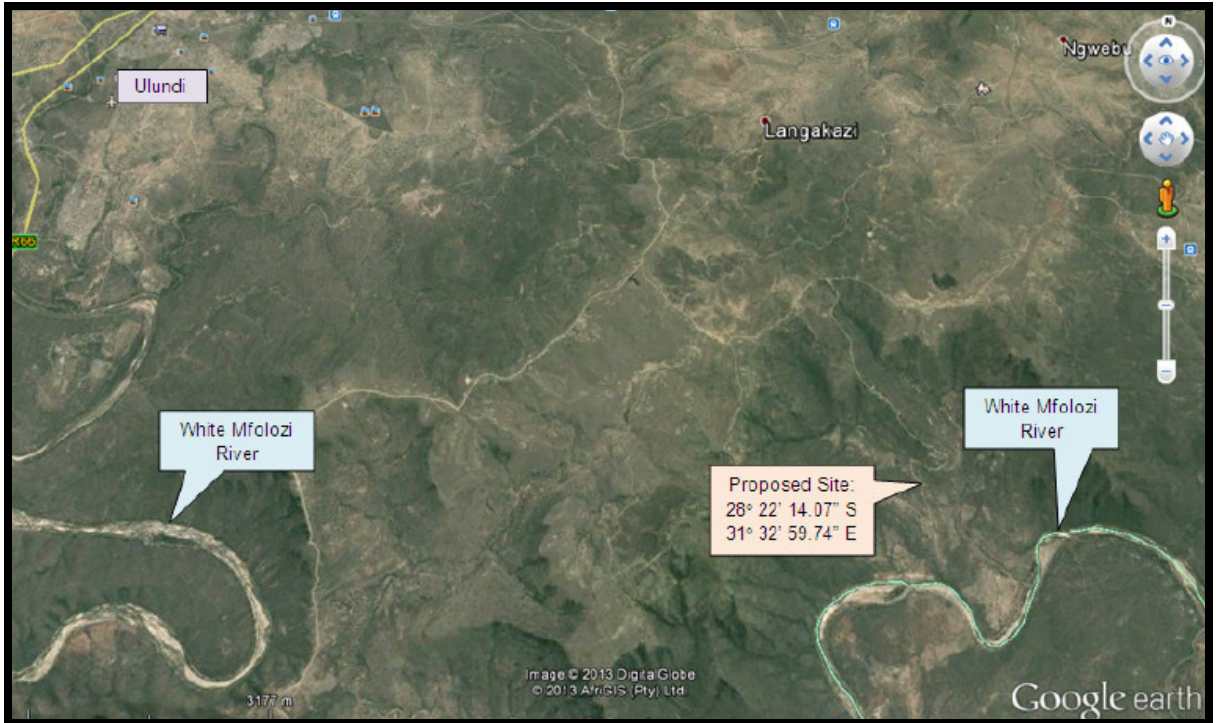 N
Ngwebu
Ulundi
Langakazi
R66
White Mfolozi
River
White Mfolozi
River
Proposed Site:
28° 22' 14.07" S
31° 32' 59.74" E
Image © 2013 DigitalGlobe
© 2013 AfriGIS (Pty) Ltd.
3177 m
Google earth